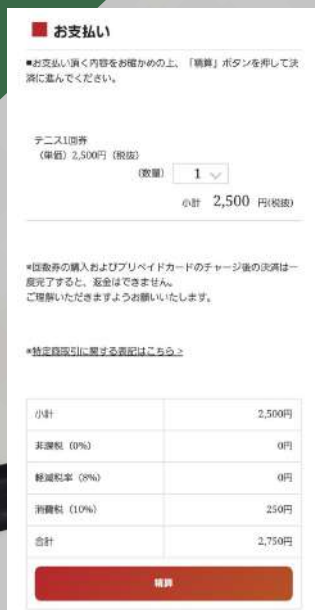 お支払い
■お支払い頂く内容をお確かめの上、「精算」ボタンを押して決
済に進んでください。
テニス1回券
(単価) 2,500円 (税抜)
(数量) 1
小計 2,500 円(税抜)
※回数券の購入およびプリペイドカードのチャージ後の決済は一
度完了すると、返金はできません。
ご理解いただきますようお願いいたします。
※特定商取引に関する表記はこちら >
小計 2,500円
非課税 (0%) 0円
軽減税率 (8%) 0円
消費税 (10%) 250円
合計 2,750円
精算